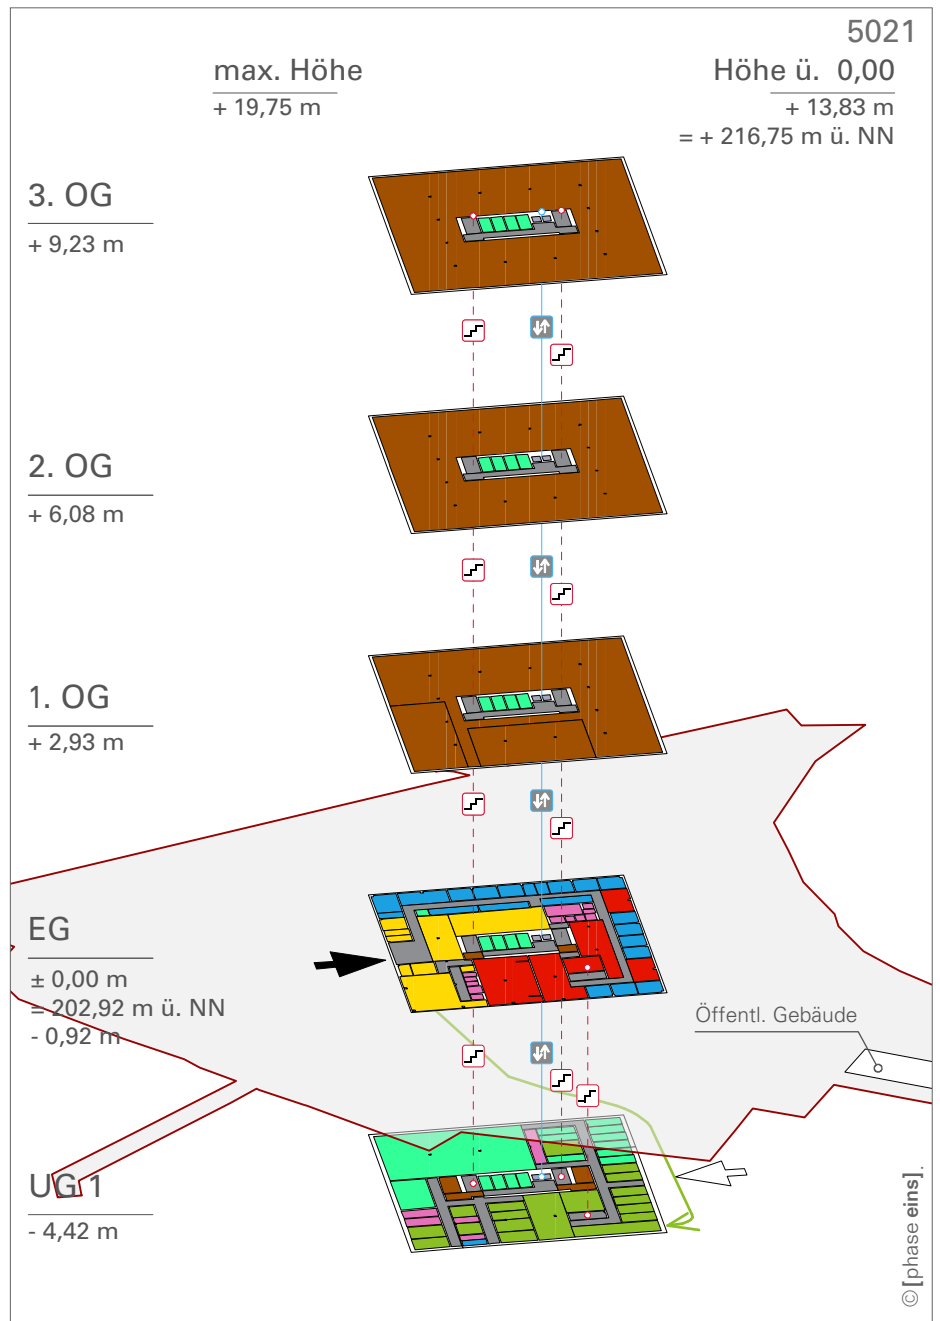 5021
max. Höhe
+ 19,75 m
Höhe ü. 0,00
+ 13,83 m
= + 216,75 m ü. NN
3. OG
+ 9,23 m
2. OG
+ 6,08 m
1. OG
+ 2,93 m
EG
± 0,00 m
= 202,92 m ü. NN
- 0,92 m
Öffentl. Gebäude
UG 1
- 4,42 m
© [phase eins].